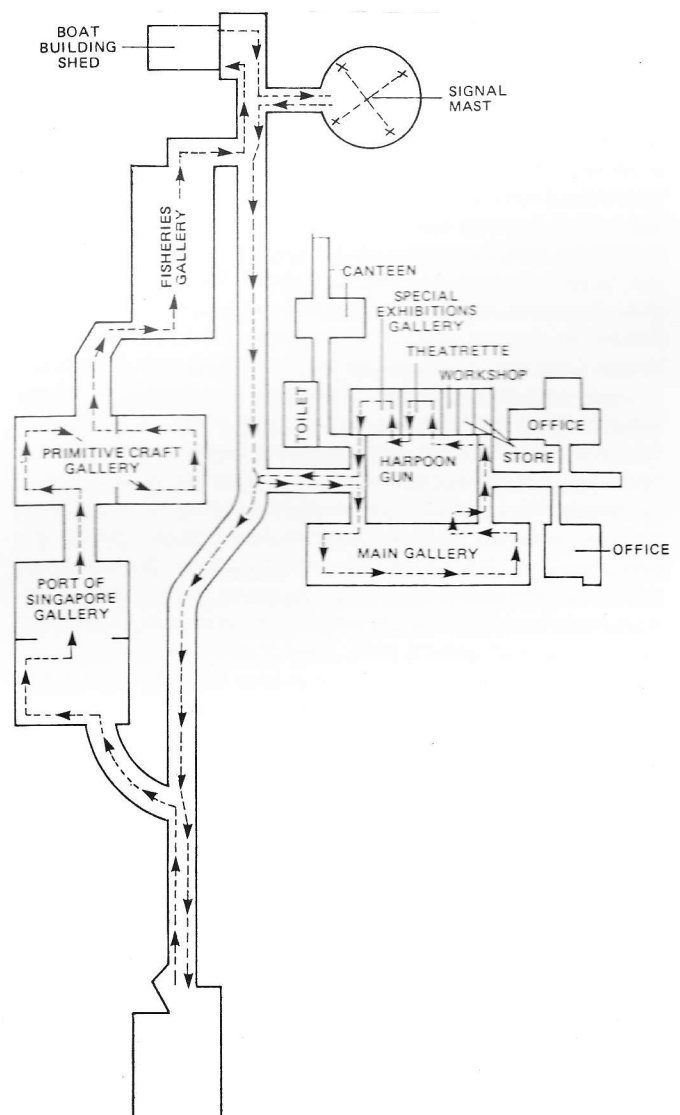 BOAT
BUILDING
SHED
SIGNAL
MAST
FISHERIES
GALLERY
CANTEEN
SPECIAL
EXHIBITIONS
GALLERY
THEATRETTE
WORKSHOP
TOILET
OFFICE
STORE
HARPOON
GUN
PRIMITIVE CRAFT
GALLERY
MAIN GALLERY
OFFICE
PORT OF
SINGAPORE
GALLERY